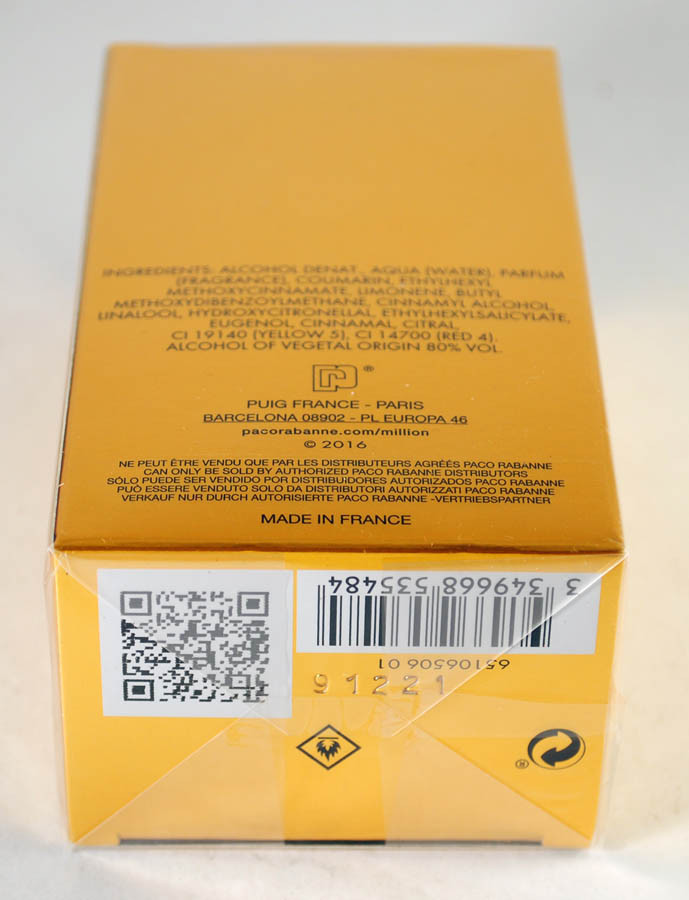 INGREDIENTS: ALCOHOL DENAT., AQUA (WATER), PARFUM
(FRAGRANCE), COUMARIN, ETHYLHEXYL
METHOXYCINNAMATE, LIMONENE, BUTYL
METHOXYDIBENZOYLMETHANE, CINNAMYL ALCOHOL,
LINALOOL, HYDROXYCITRONELLAL, ETHYLHEXYLSALICYLATE,
EUGENOL, CINNAMAL, CITRAL,
CI 19140 (YELLOW 5), CI 14700 (RED 4).
ALCOHOL OF VEGETAL ORIGIN 80% VOL.
®
PUIG FRANCE - PARIS
BARCELONA 08902 - PL EUROPA 46
pacorabanne.com/million
© 2016
NE PEUT ÊTRE VENDU QUE PAR LES DISTRIBUTEURS AGRÉÉS PACO RABANNE
CAN ONLY BE SOLD BY AUTHORIZED PACO RABANNE DISTRIBUTORS
SÓLO PUEDE SER VENDIDO POR DISTRIBUIDORES AUTORIZADOS PACO RABANNE
PUÒ ESSERE VENDUTO SOLO DA DISTRIBUTORI AUTORIZZATI PACO RABANNE
VERKAUF NUR DURCH AUTORISIERTE PACO RABANNE -VERTRIEBSPARTNER
MADE IN FRANCE
3 349668 535484
65106506 01
91221
®